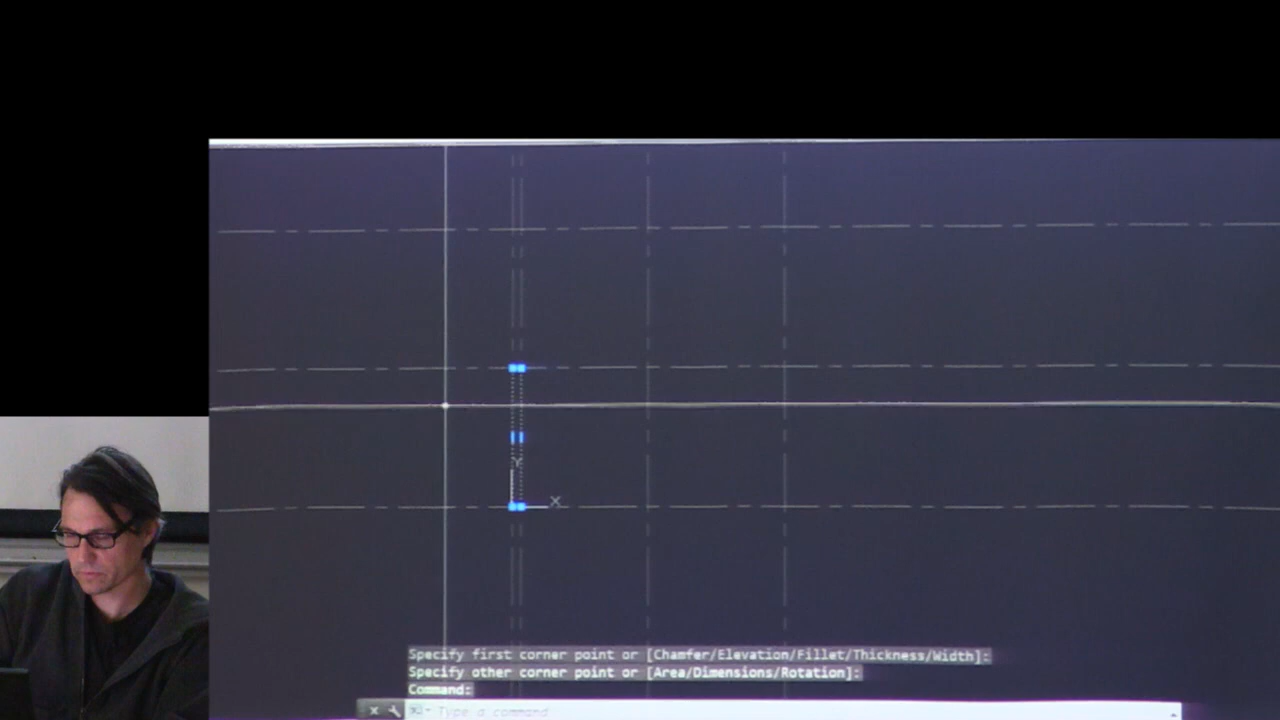 Y
X
Specify first corner point or [Chamfer/Elevation/Fillet/Thickness/Width]:
Specify other corner point or [Area/Dimensions/Rotation]:
Command:
Type a command